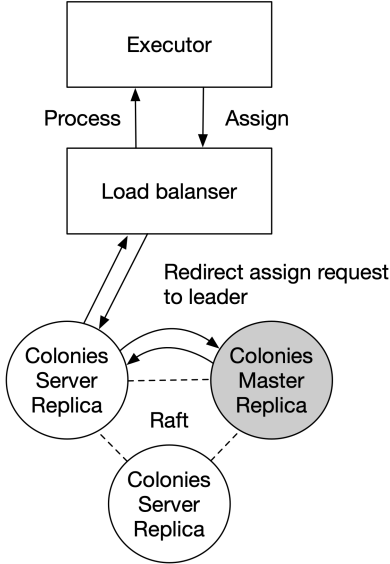 Executor
Process
Assign
Load balanser
Redirect assign request
to leader
Colonies
Server
Replica
Colonies
Master
Replica
Raft
Colonies
Server
Replica